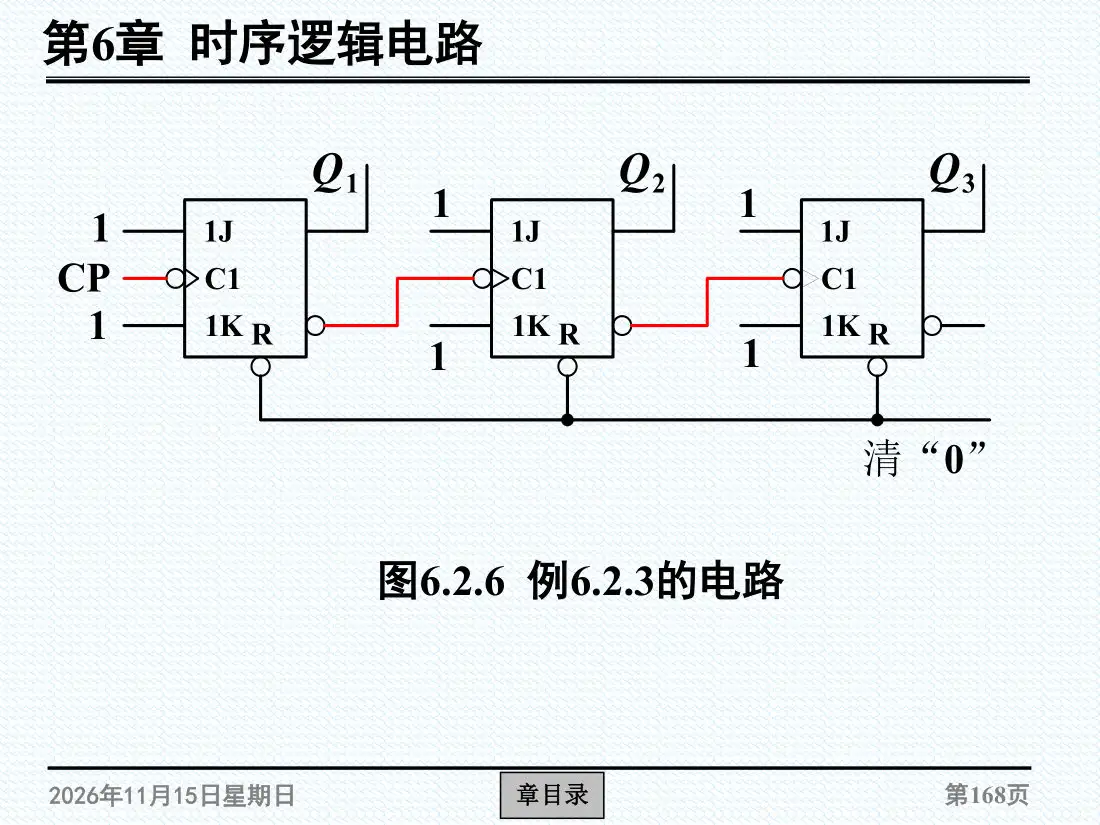 第6章 时序逻辑电路
Q1 Q2 Q3
1 1 1
1J 1J 1J
CP C1 C1 C1
1 1K R 1K R 1K R
1 1
清“0”
图6.2.6 例6.2.3的电路
2026年11月15日星期日 章目录 第168页